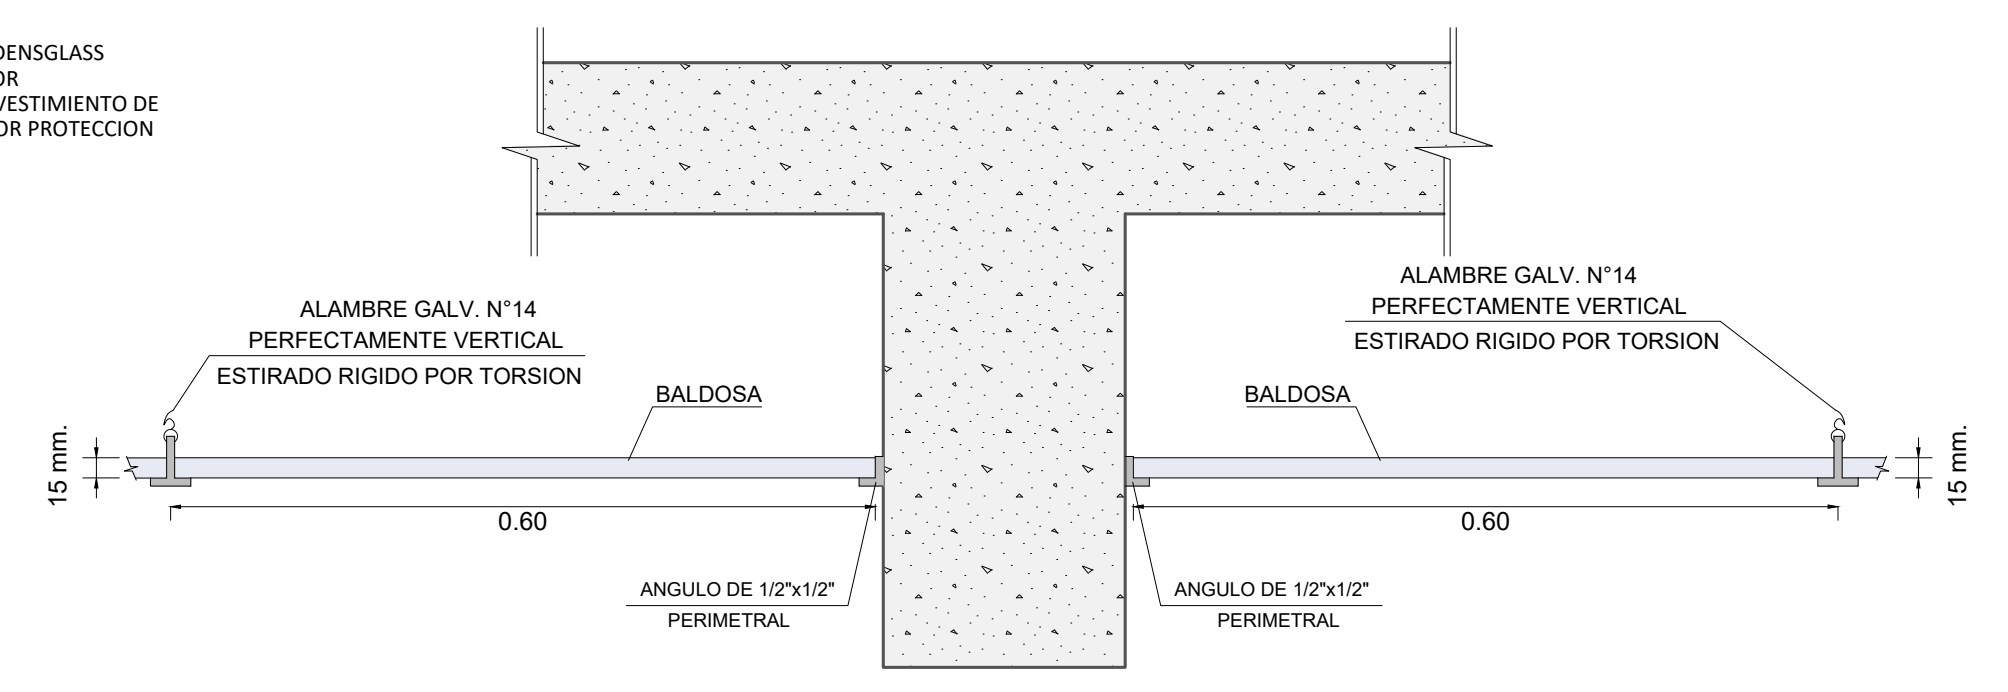 DENSGLASS
OR
VESTIMIENTO DE
OR PROTECCION
ALAMBRE GALV. N°14
PERFECTAMENTE VERTICAL
ESTIRADO RIGIDO POR TORSION
BALDOSA
15 mm.
0.60
ANGULO DE 1/2"x1/2"
PERIMETRAL
ALAMBRE GALV. N°14
PERFECTAMENTE VERTICAL
ESTIRADO RIGIDO POR TORSION
BALDOSA
15 mm.
0.60
ANGULO DE 1/2"x1/2"
PERIMETRAL